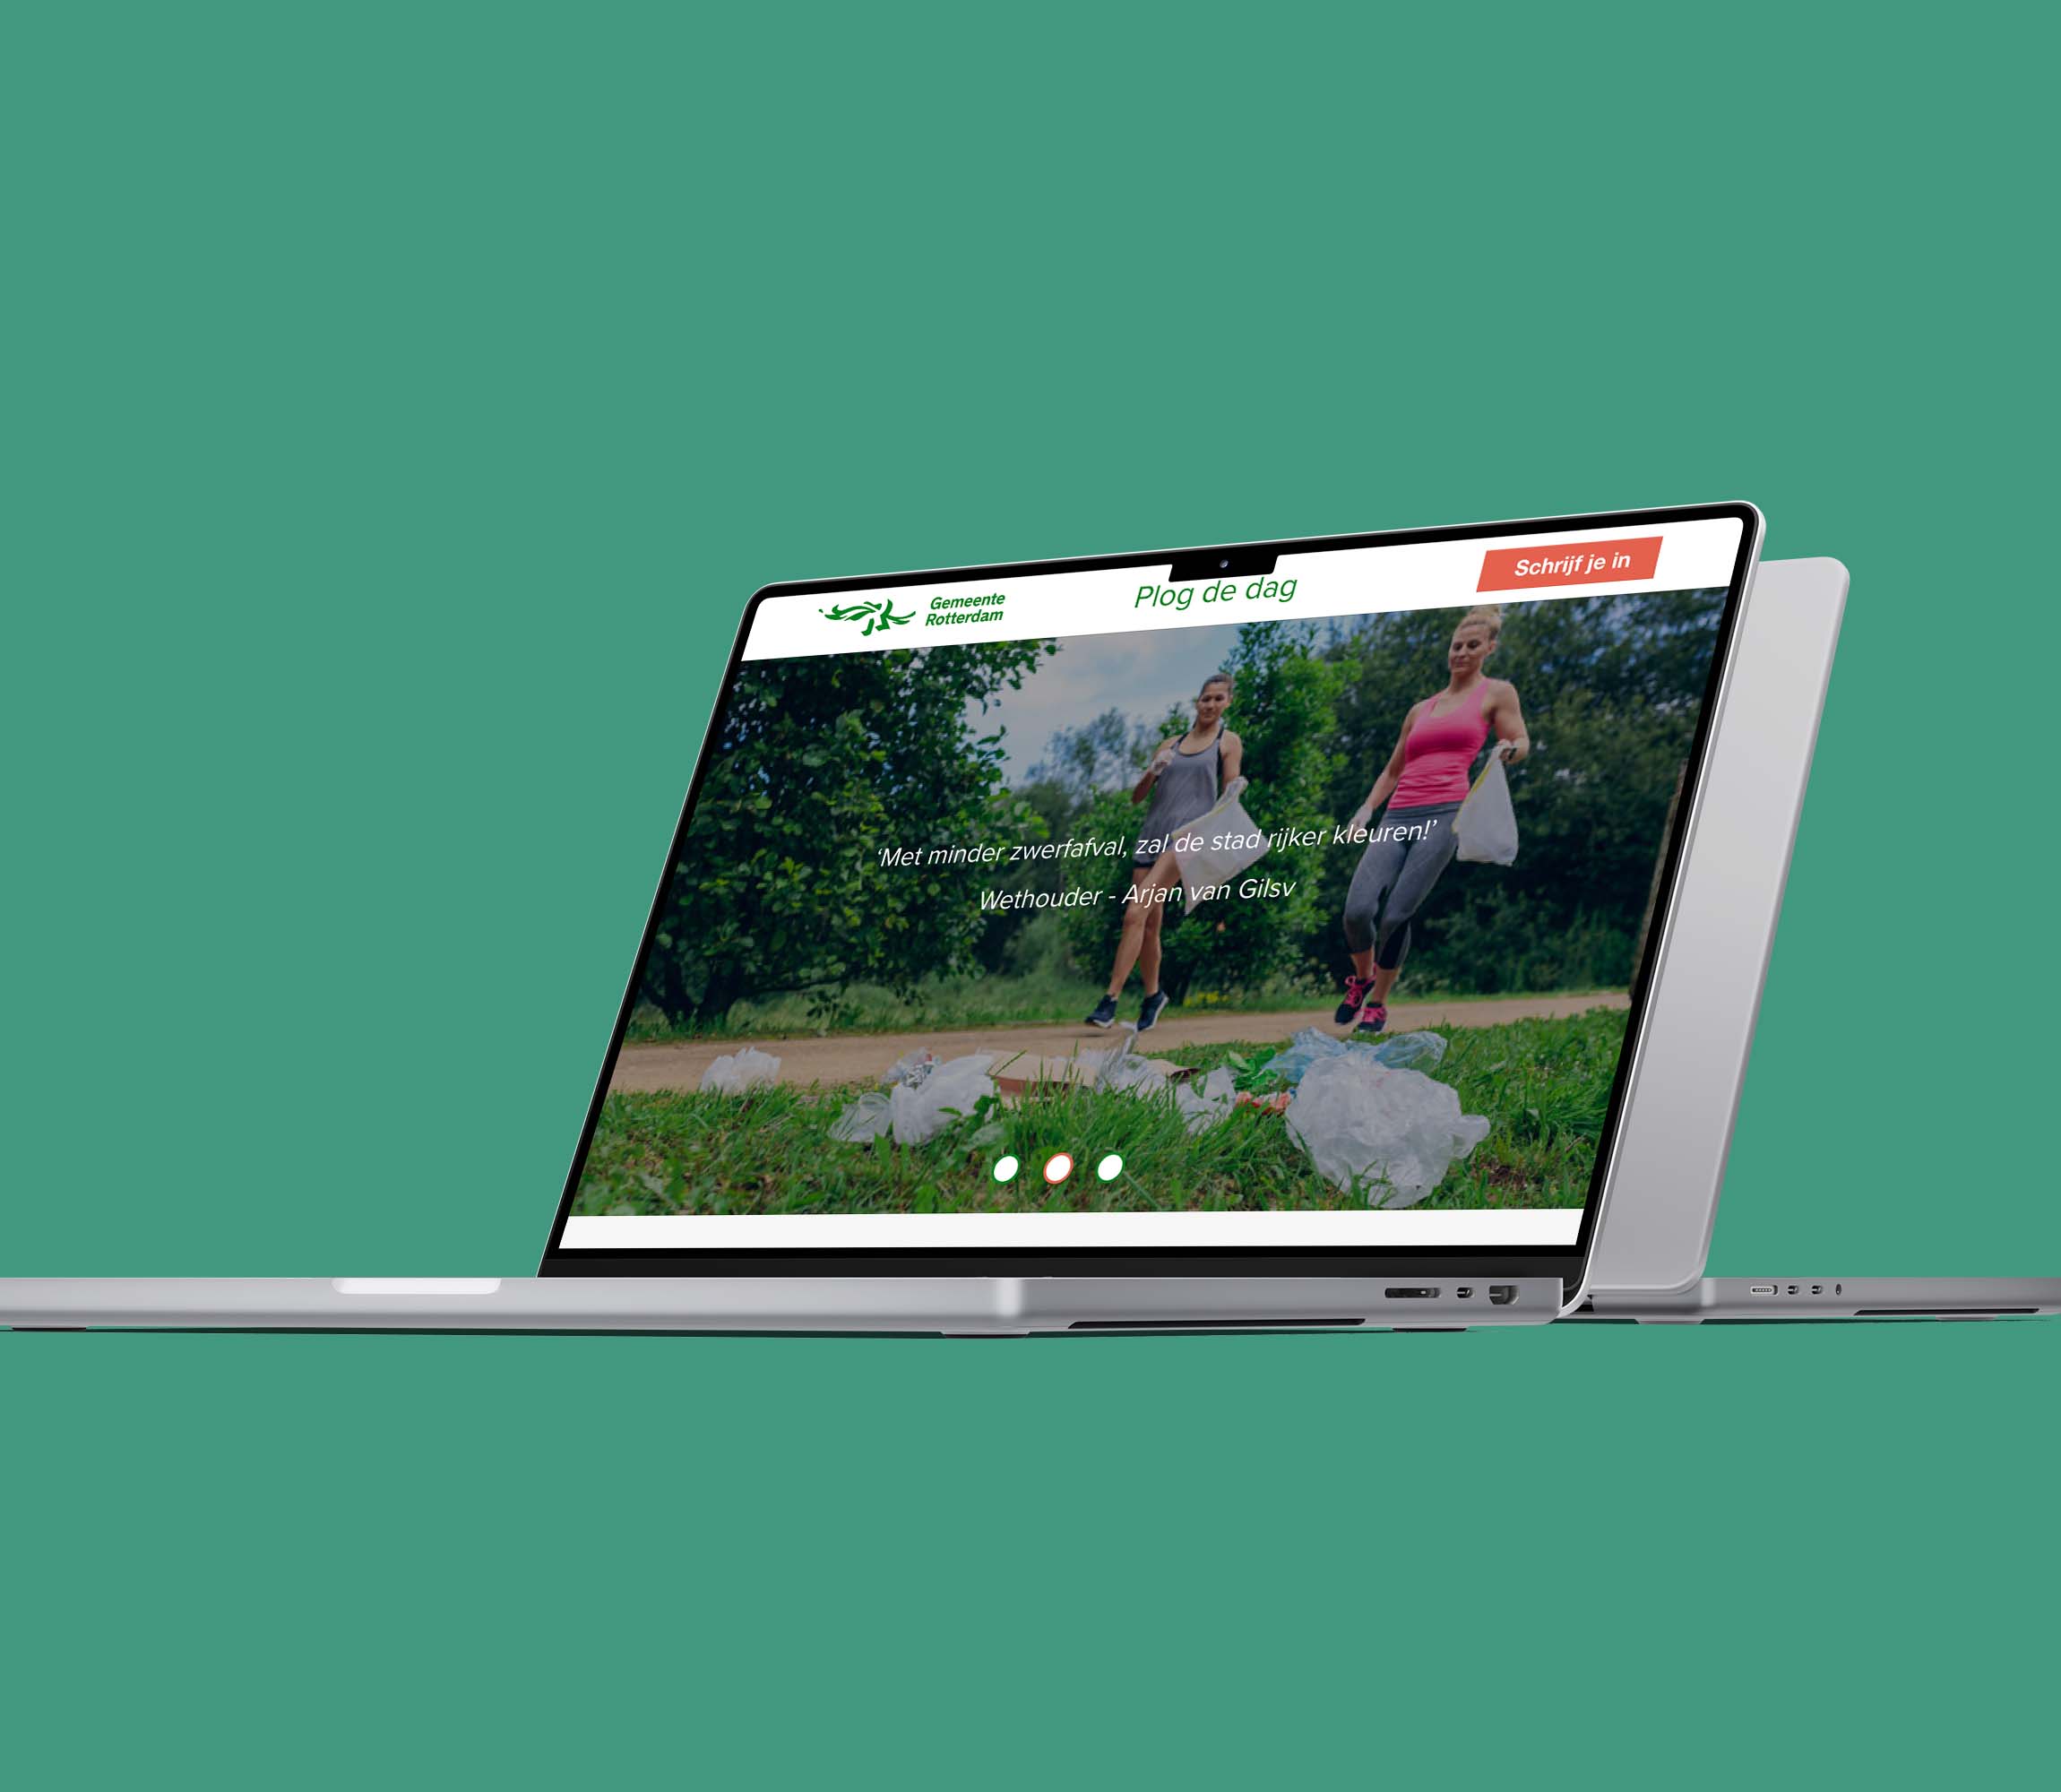 Gemeente
Rotterdam
Plog de dag
Schrijf je in
‘Met minder zwerfafval, zal de stad rijker kleuren!’
Wethouder - Arjan van Gilsv